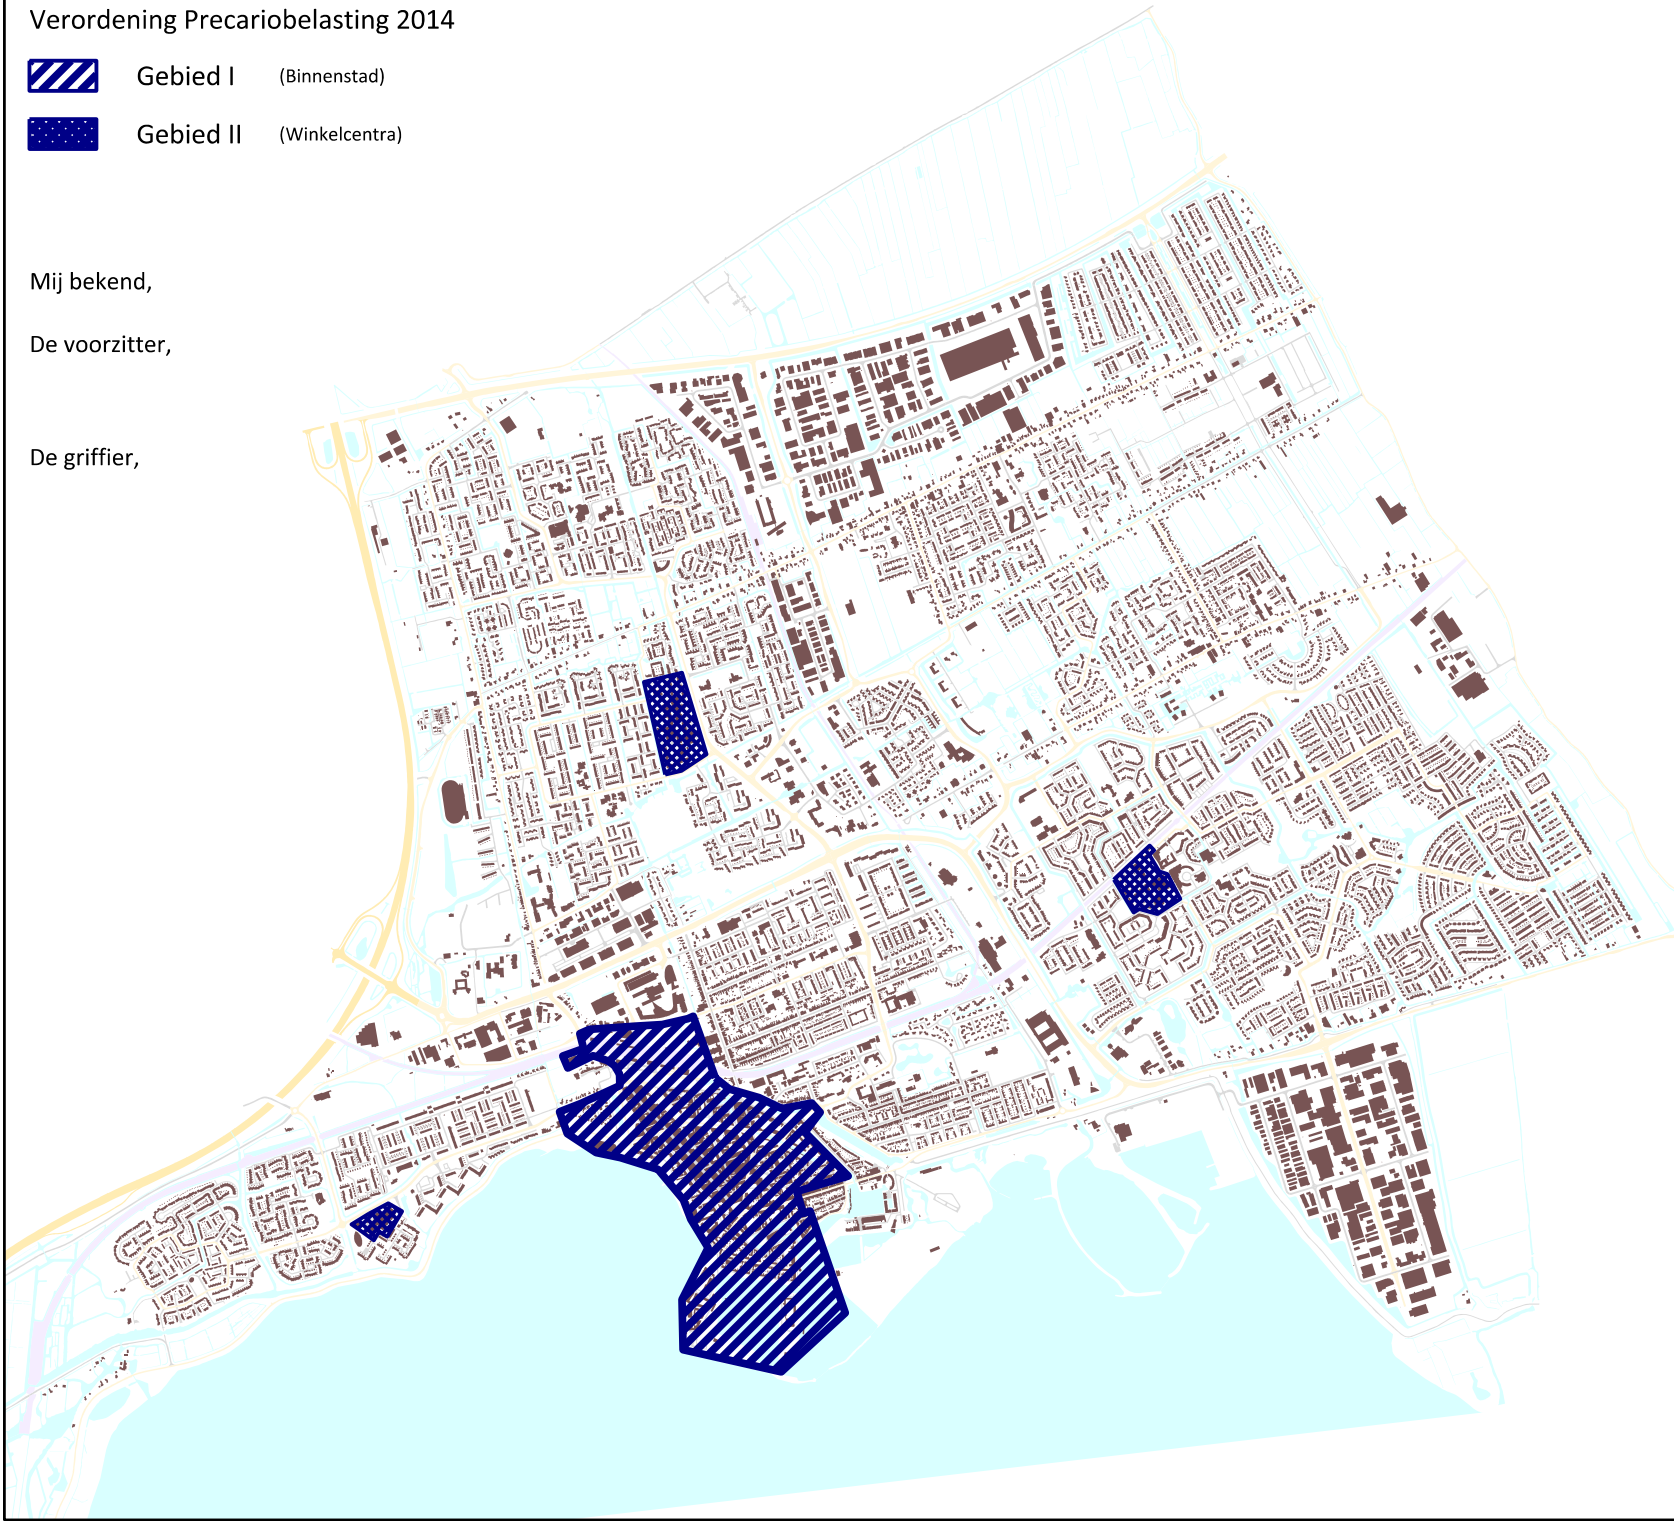 Verordening Precariobelasting 2014
Gebied I (Binnenstad)
Gebied II (Winkelcentra)
Mij bekend,
De voorzitter,
De griffier,